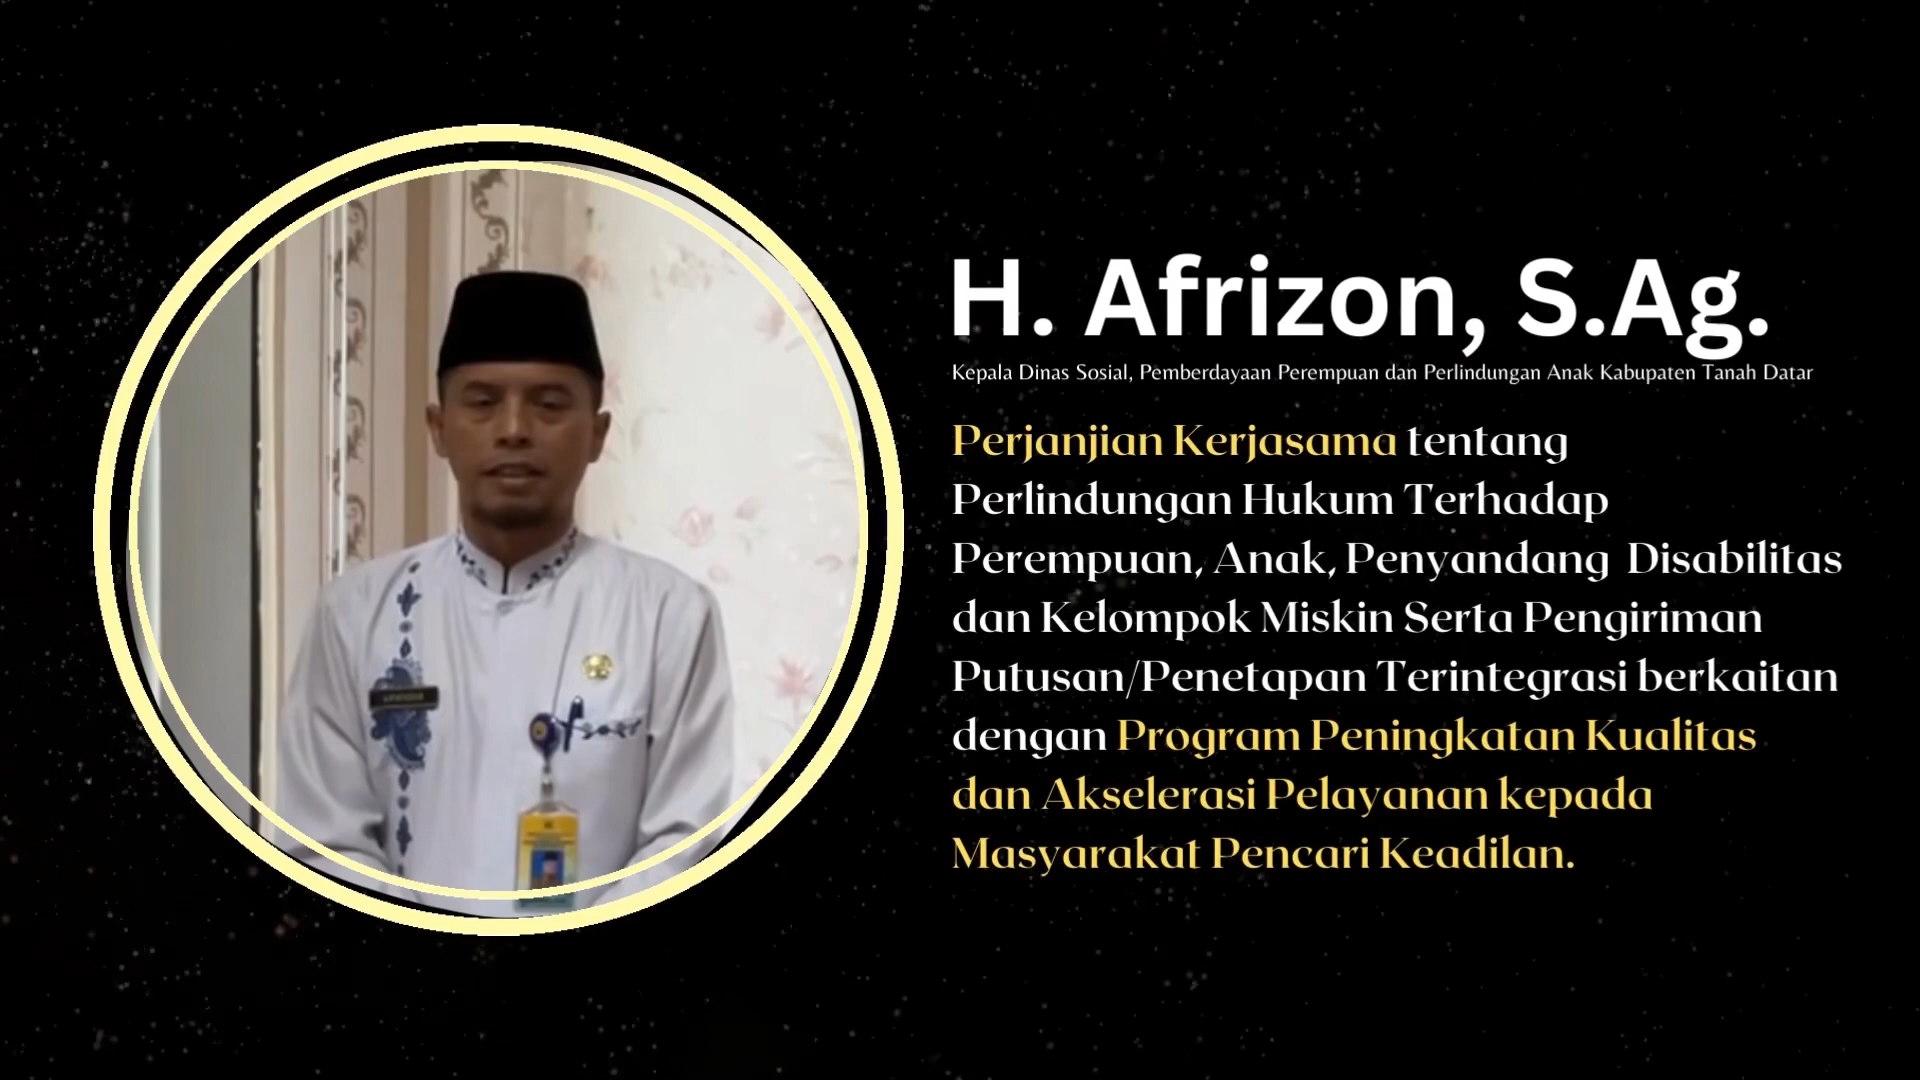 H. Afrizon, S.Ag.
Kepala Dinas Sosial, Pemberdayaan Perempuan dan Perlindungan Anak Kabupaten Tanah Datar
Perjanjian Kerjasama tentang
Perlindungan Hukum Terhadap
Perempuan, Anak, Penyandang Disabilitas
dan Kelompok Miskin Serta Pengiriman
Putusan/Penetapan Terintegrasi berkaitan
dengan Program Peningkatan Kualitas
dan Akselerasi Pelayanan kepada
Masyarakat Pencari Keadilan.